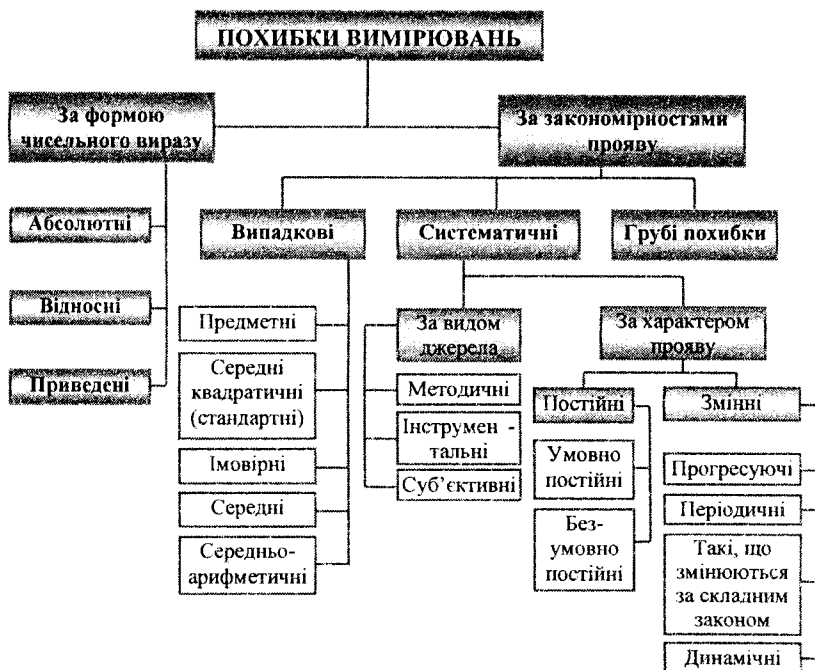 ПОХИБКИ ВИМІРЮВАНЬ
За формою
чисельного виразу
За закономірностями
прояву
Абсолютні
Відносні
Приведені
Випадкові
Систематичні
Грубі похибки
Предметні
Середні
квадратичні
(стандартні)
Імовірні
Середні
Середньо-
арифметичні
За видом
джерела
Методичні
Інструмен -
тальні
Суб’єктивні
За характером
прояву
Постійні
Умовно
постійні
Без-
умовно
постійні
Змінні
Прогресуючі
Періодичні
Такі, що
змінюються
за складним
законом
Динамічні